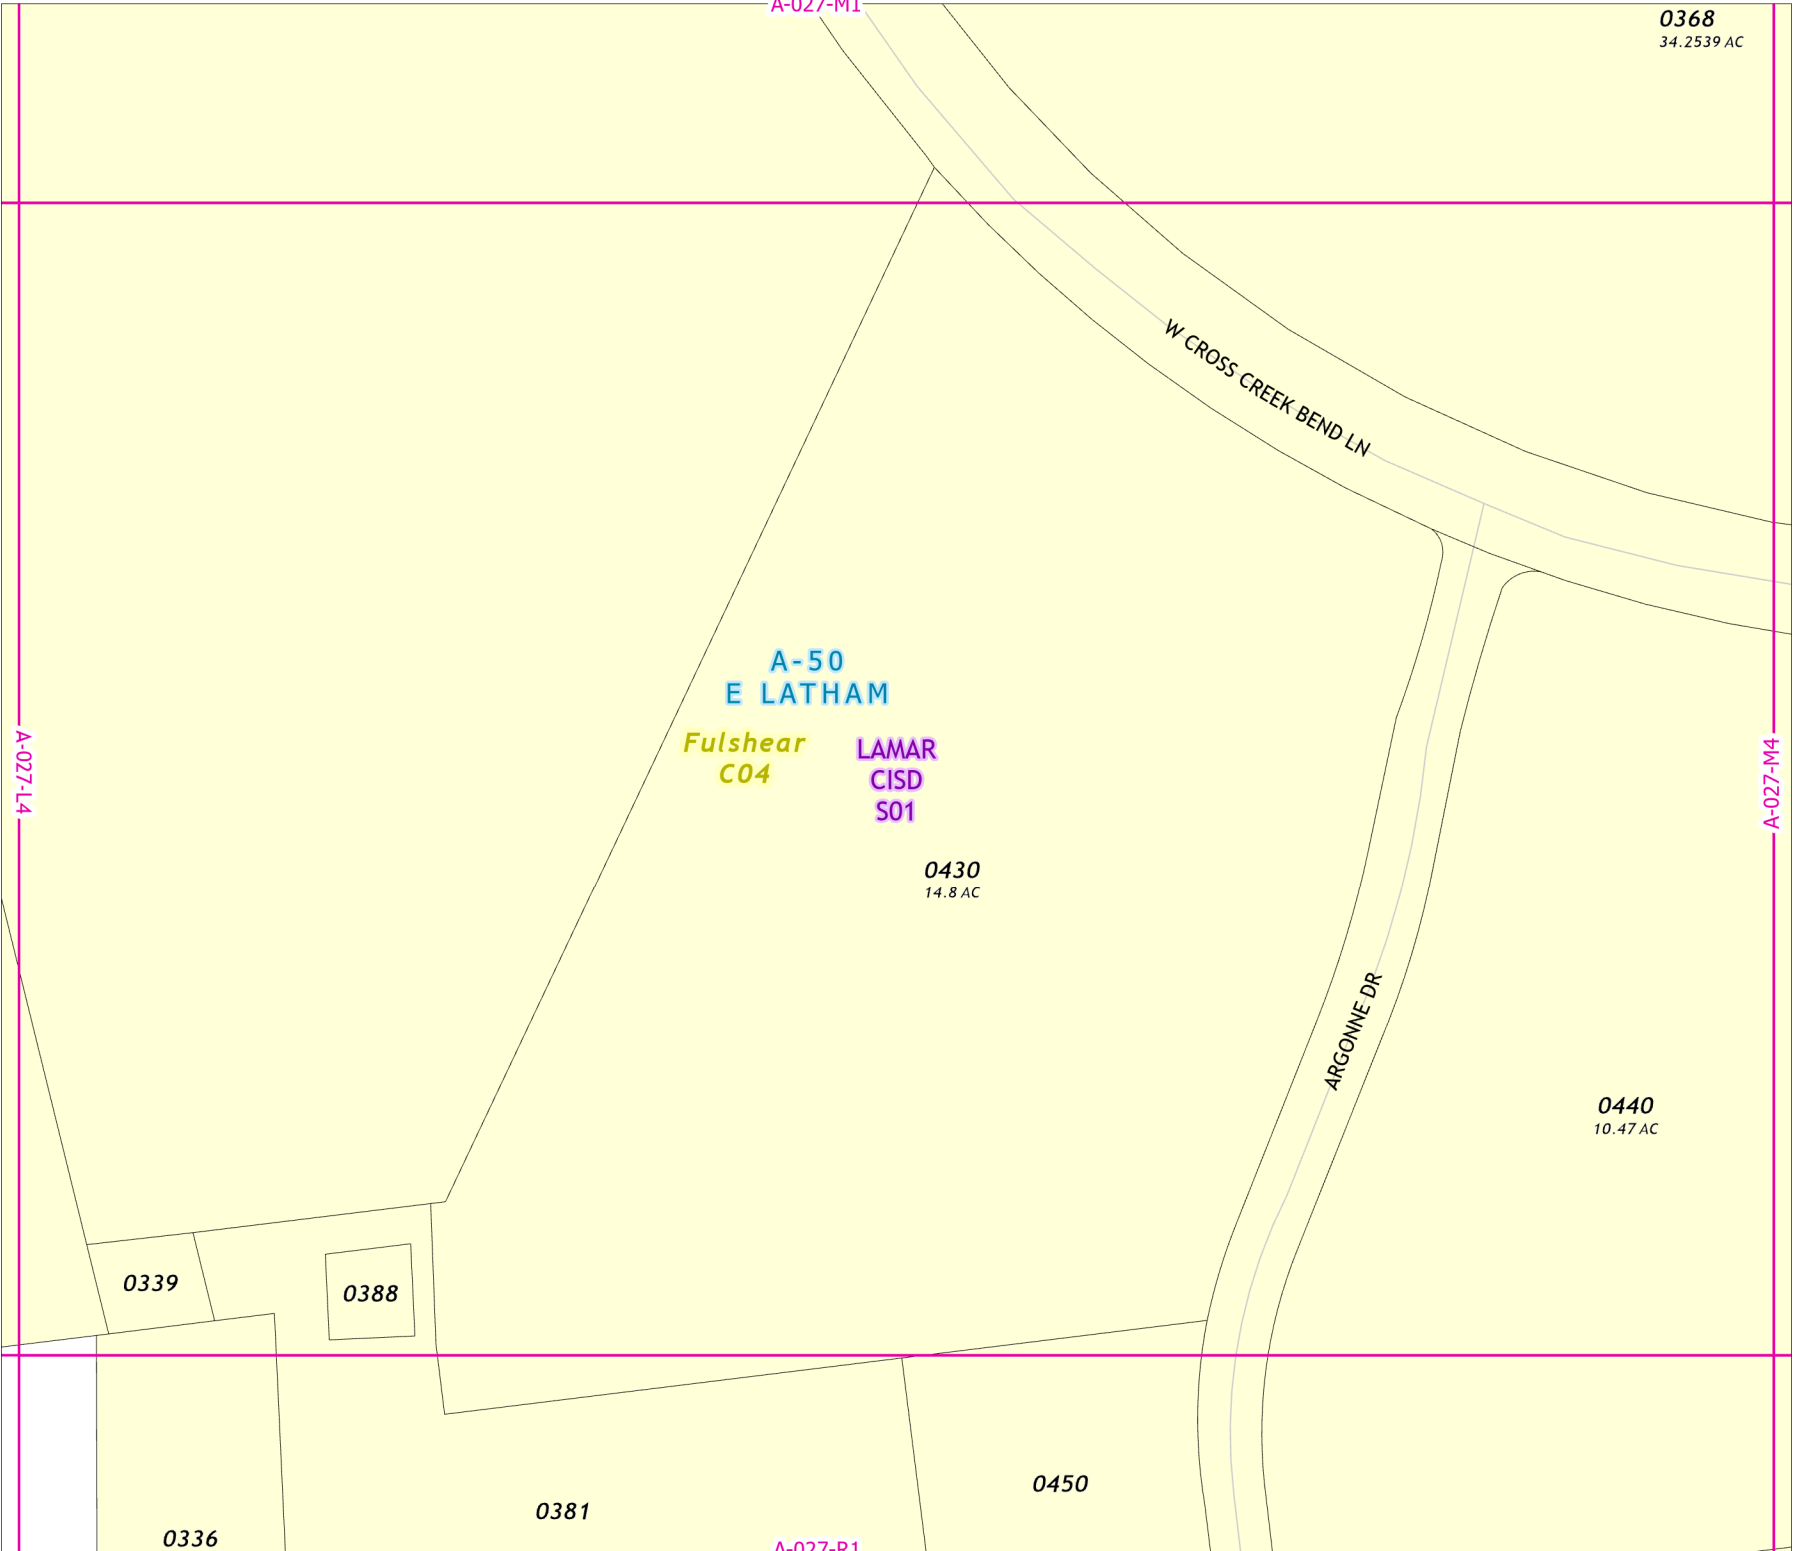 A-027-M1
0368
34.2539 AC
W CROSS CREEK BEND LN
A-50
E LATHAM
Fulshear
C04
LAMAR
CISD
S01
A-027-L4
A-027-M4
0430
14.8 AC
ARGONNE DR
0440
10.47 AC
0339
0388
0450
0381
0336
A-027-R1